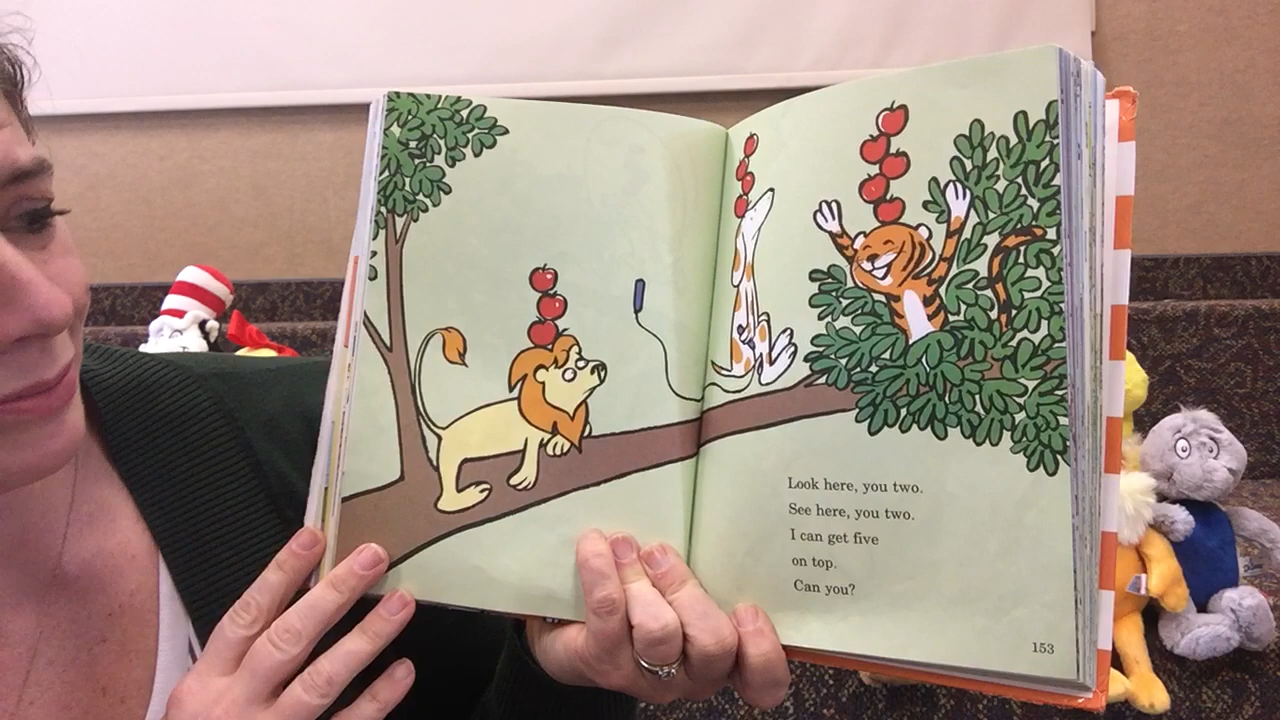 Look here, you two.
See here, you two.
I can get five
on top.
Can you?
153